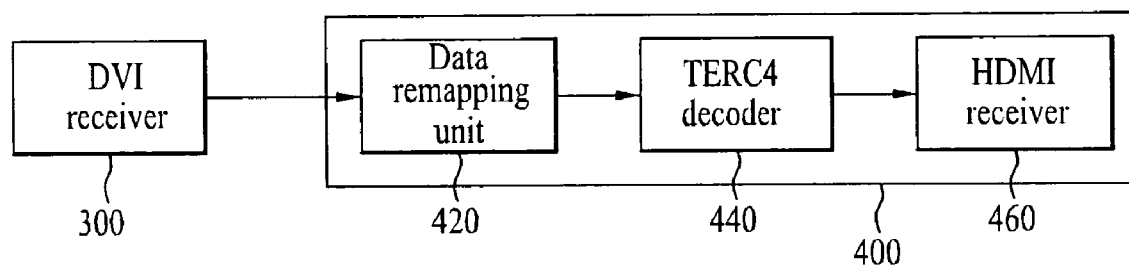 DVI
receiver
Data
remapping
unit
TERC4
decoder
HDMI
receiver
300
420
440
400
460